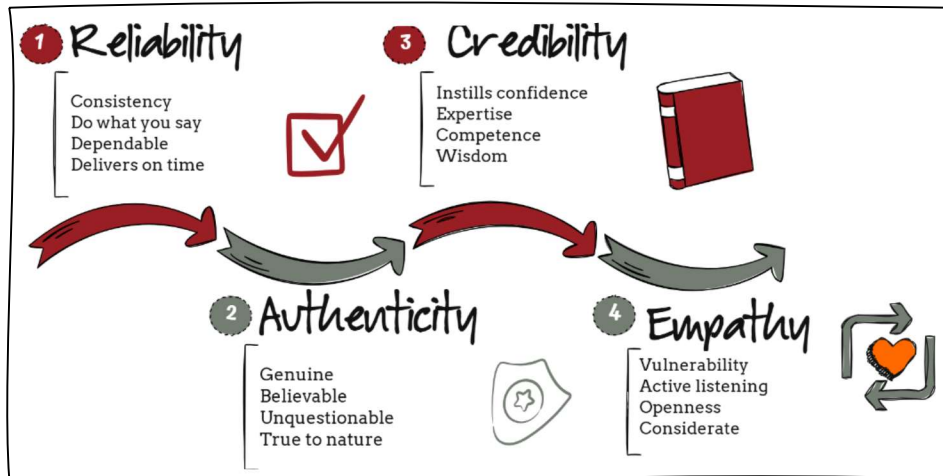 1 Reliability
Consistency
Do what you say
Dependable
Delivers on time
2 Authenticity
Genuine
Believable
Unquestionable
True to nature
3 Credibility
Instills confidence
Expertise
Competence
Wisdom
4 Empathy
Vulnerability
Active listening
Openness
Considerate